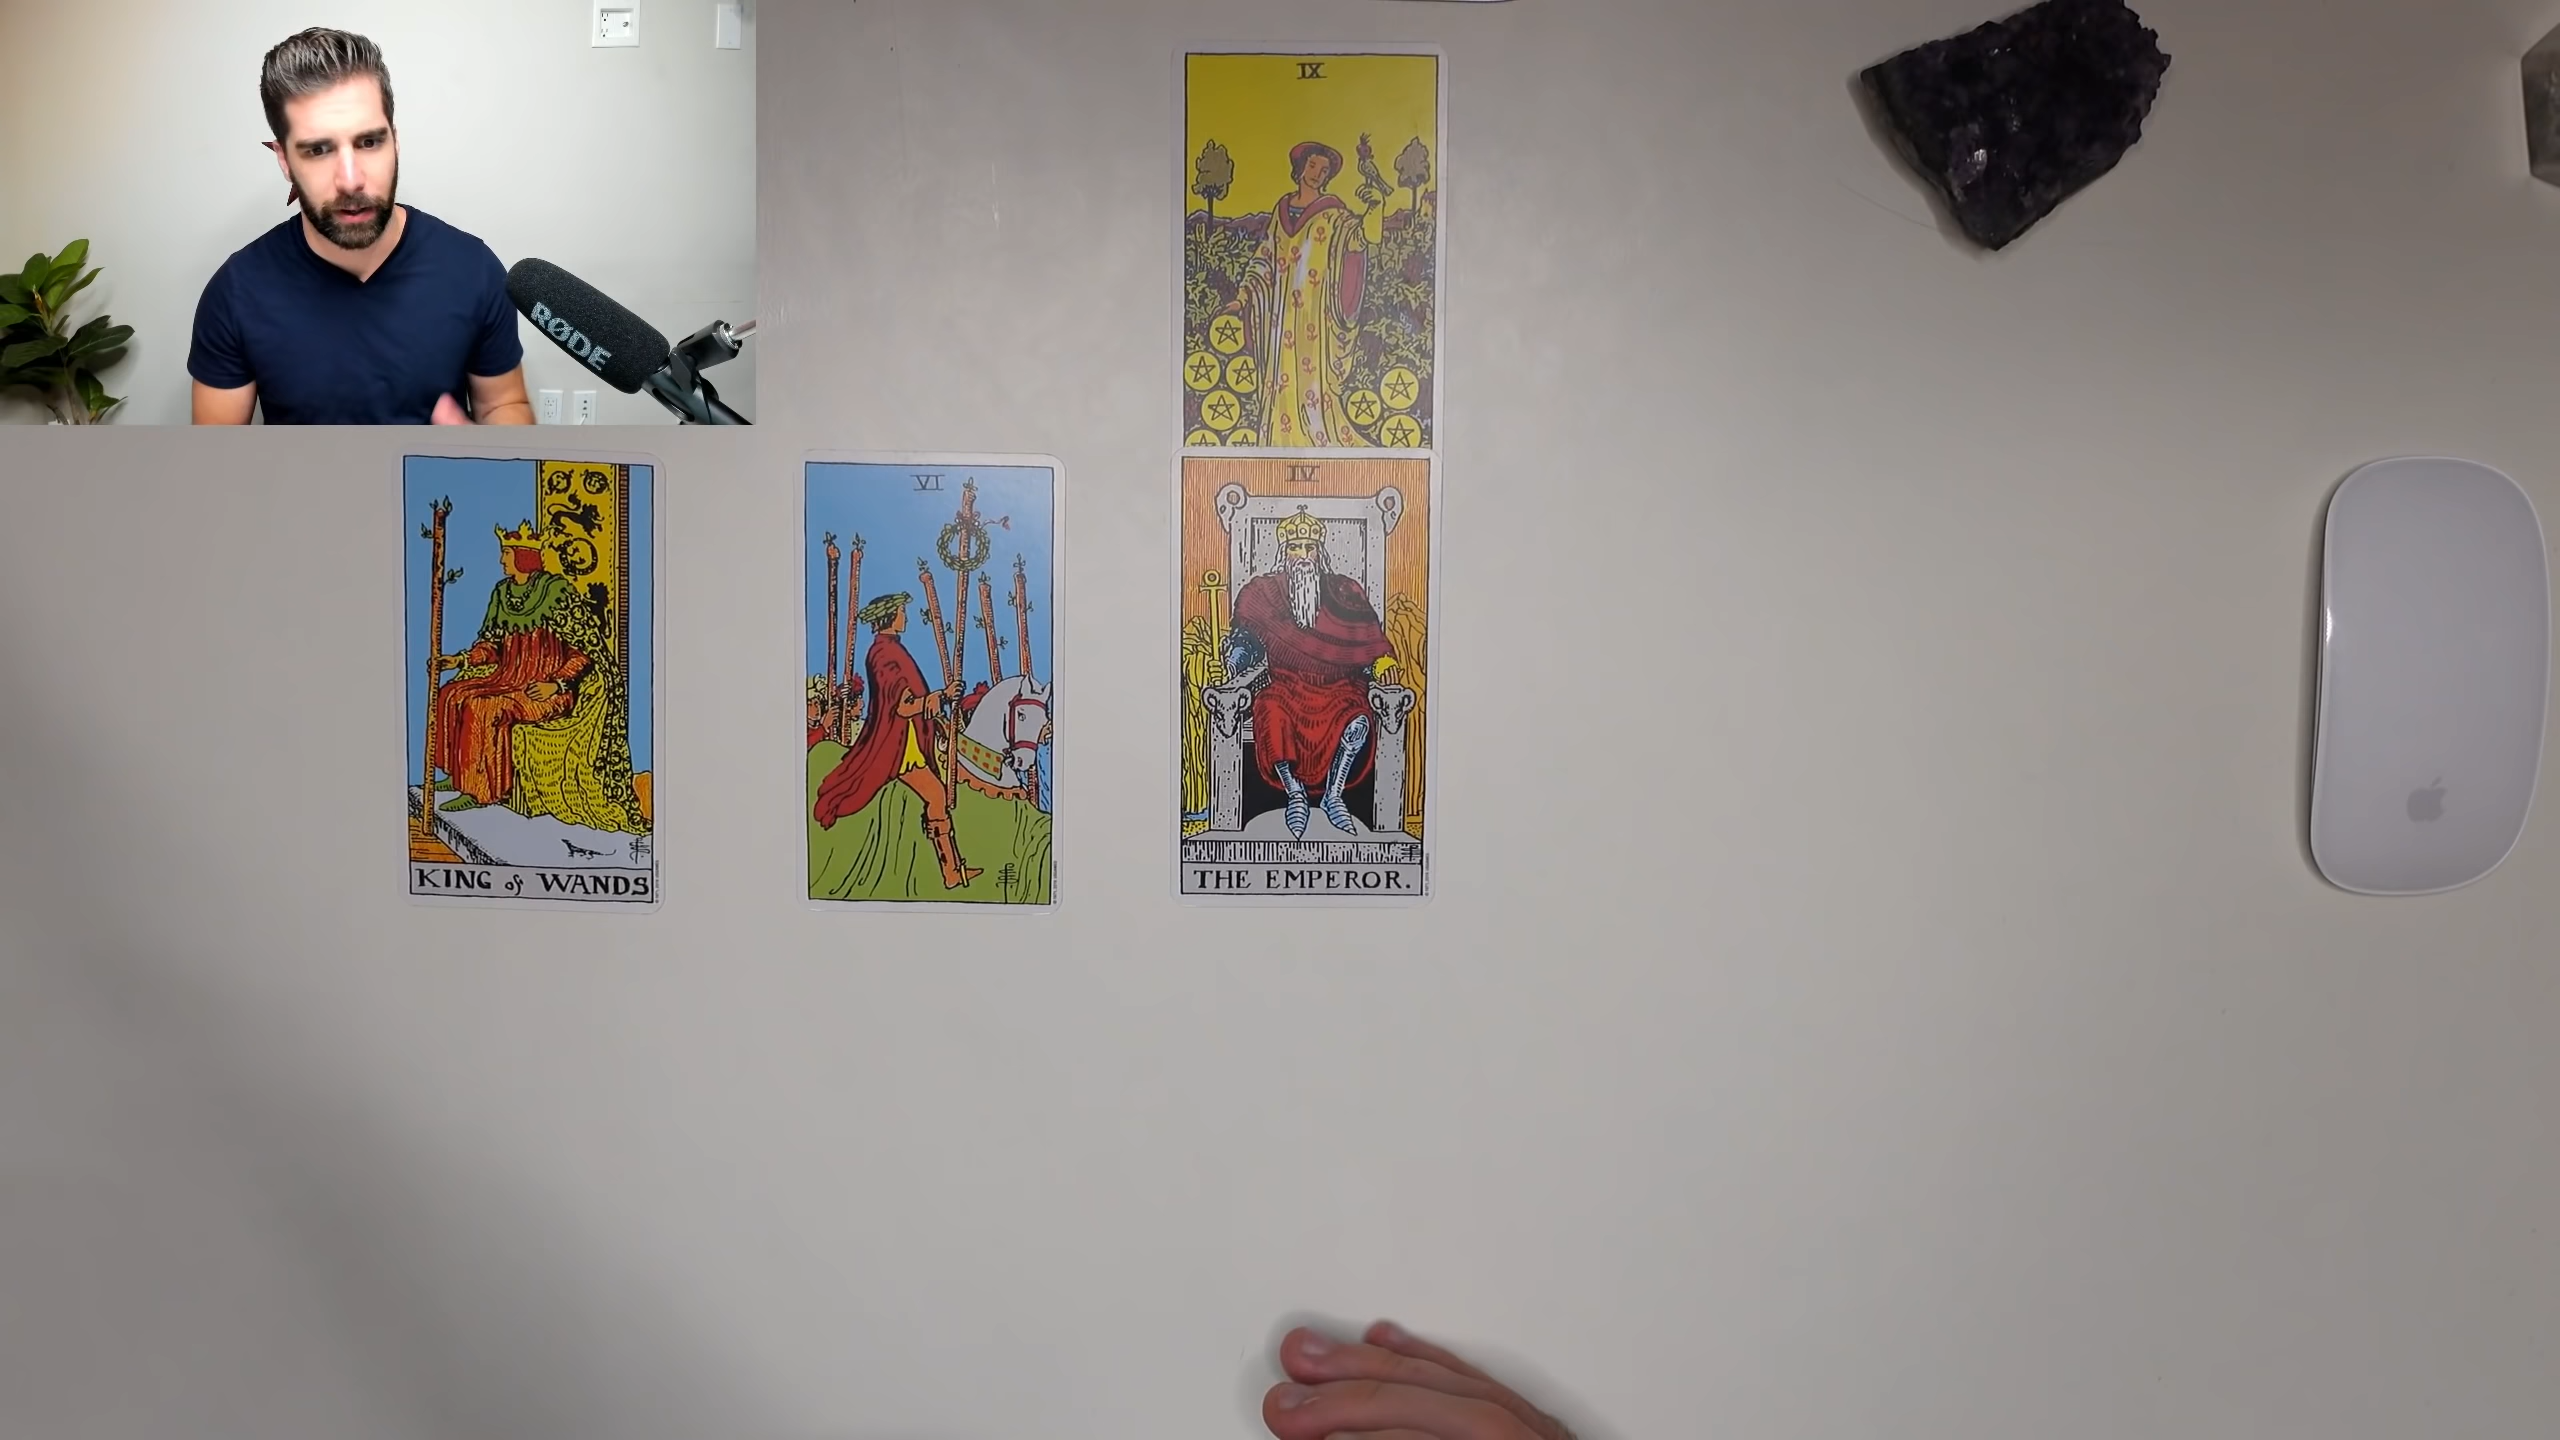 IX
RØDE
VI
IV
KING of WANDS
THE EMPEROR.